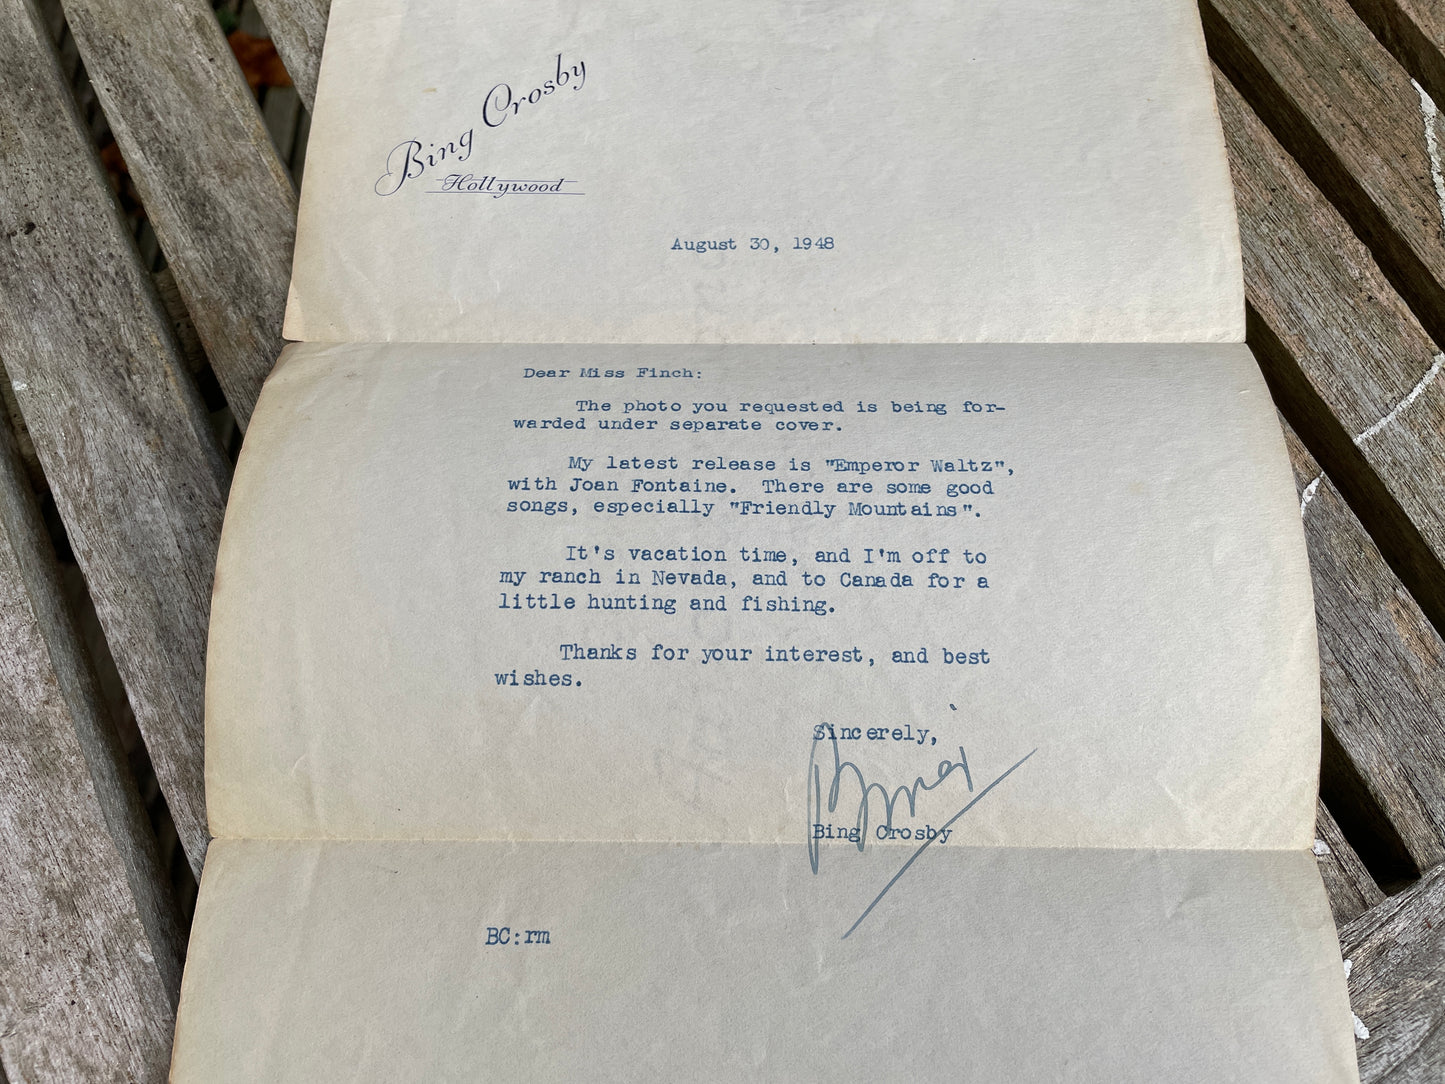 Bing Crosby
Hollywood
August 30, 1948
Dear Miss Finch:
The photo you requested is being for-
warded under separate cover.
My latest release is "Emperor Waltz",
with Joan Fontaine. There are some good
songs, especially "Friendly Mountains".
It's vacation time, and I'm off to
my ranch in Nevada, and to Canada for a
little hunting and fishing.
Thanks for your interest, and best
wishes.
Sincerely,
Bing
Bing Crosby
BC:rm